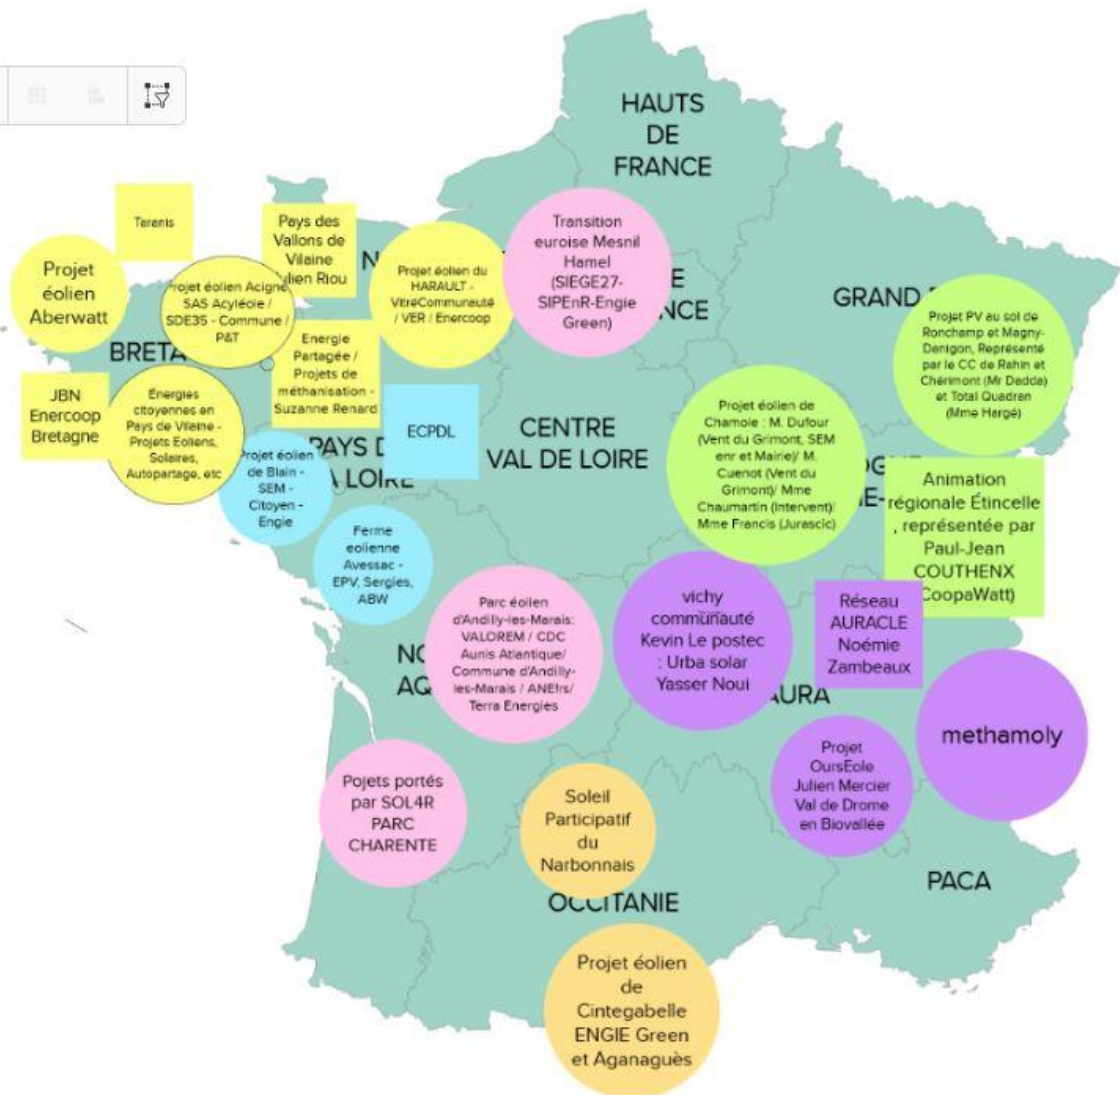 HAUTS
DE
FRANCE
Taranis
Pays des
Vallons de
Vilaine
Julien Riou
N
Projet
éolien
Aberwatt
Projet éolien Acigné
SAS Acyléole /
SDE35 - Commune /
P&T
Projet éolien du
HARAULT -
VitréCommunauté
/ VER / Enercoop
Transition
euroise Mesnil
Hamel
(SIEGE27-
SIPEnR-Engie
Green)
E
NCE
GRAND
Projet PV au sol de
Ronchamp et Magny-
Danigon, Représenté
par le CC de Rahin et
Chérimont (Mr Dadda)
et Total Quadran
(Mme Hargé)
BRETA
Energie
Partagée /
Projets de
méthanisation -
Suzanne Renard
JBN
Enercoop
Bretagne
Énergies
citoyennes en
Pays de Vilaine -
Projets Eoliens,
Solaires,
Autopartage, etc
ECPDL
PAYS D
A LOIRE
Projet éolien
de Blain -
SEM -
Citoyen -
Engie
CENTRE
VAL DE LOIRE
Projet éolien de
Chamole : M. Dufour
(Vent du Grimont, SEM
enr et Mairie)/ M.
Cuenot (Vent du
Grimont)/ Mme
Chaumartin (Intervent)/
Mme Francis (Jurascic)
OGNE
E-
Animation
régionale Étincelle
, représentée par
Paul-Jean
COUTHENX
CoopaWatt)
Ferme
eolienne
Avessac -
EPV, Sergies,
ABW
NO
AQ
Parc éolien
d'Andilly-les-Marais:
VALOREM / CDC
Aunis Atlantique/
Commune d'Andilly-
les-Marais / ANE!rs/
Terra Energies
vichy
communauté
Kevin Le postec
: Urba solar
Yasser Noui
Réseau
AURACLE
Noémie
Zambeaux
AURA
methamoly
Projet
OursEole
Julien Mercier
Val de Drome
en Biovallée
Pojets portés
par SOL4R
PARC
CHARENTE
Soleil
Participatif
du
Narbonnais
OCCITANIE
PACA
Projet éolien
de
Cintegabelle
ENGIE Green
et Aganaguès